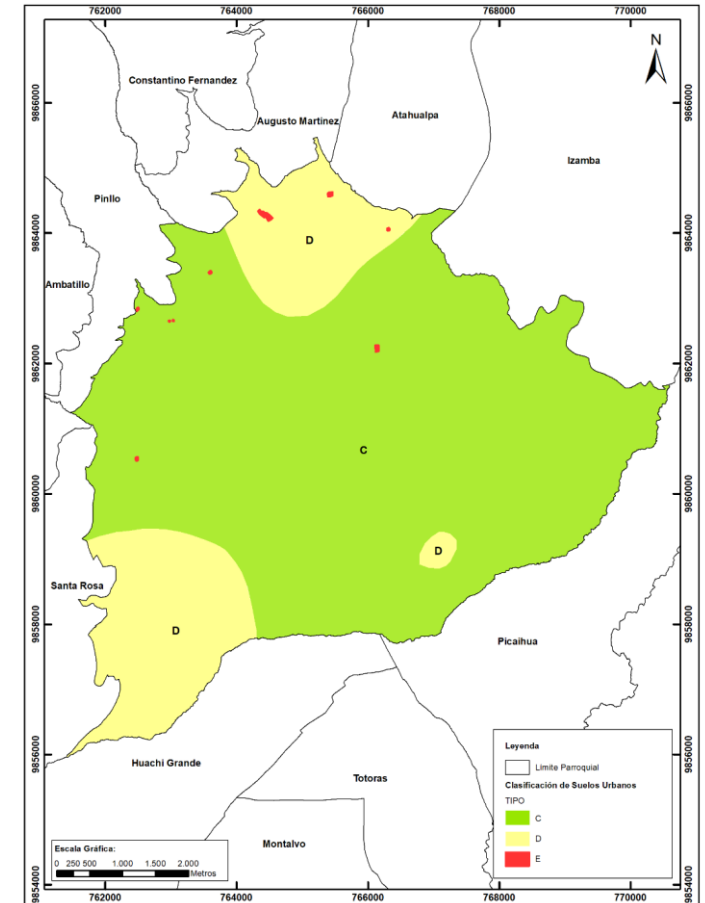 762000 764000 766000 768000 770000
N
Constantino Fernandez
Augusto Martinez
Atahualpa
Izamba
Pinllo
Ambatillo
D
C
D
Santa Rosa
D
Picaihua
Huachi Grande
Totoras
Montalvo
9866000 9866000
9864000 9864000
9862000 9862000
9860000 9860000
9858000 9858000
9856000 9856000
9854000 9854000
Leyenda
Limite Parroquial
Clasificación de Suelos Urbanos
TIPO
C
D
E
Escala Gráfica:
0 250 500 1.000 1.500 2.000
Metros
762000 764000 766000 768000 770000